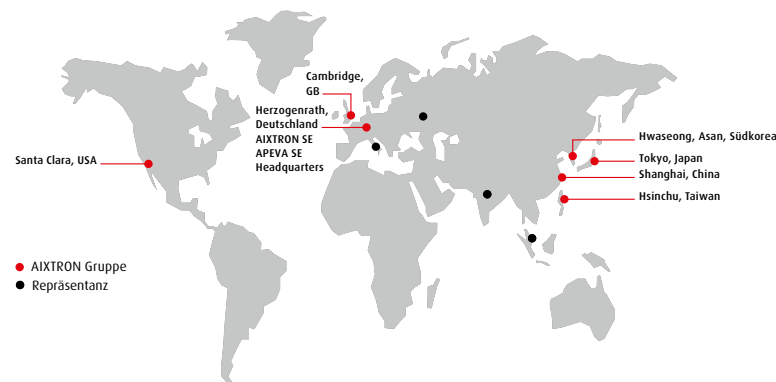 Cambridge,
GB
Herzogenrath,
Deutschland
AIXTRON SE
APEVA SE
Headquarters
Santa Clara, USA
Hwaseong, Asan, Südkorea
Tokyo, Japan
Shanghai, China
Hsinchu, Taiwan
AIXTRON Gruppe
Repräsentanz